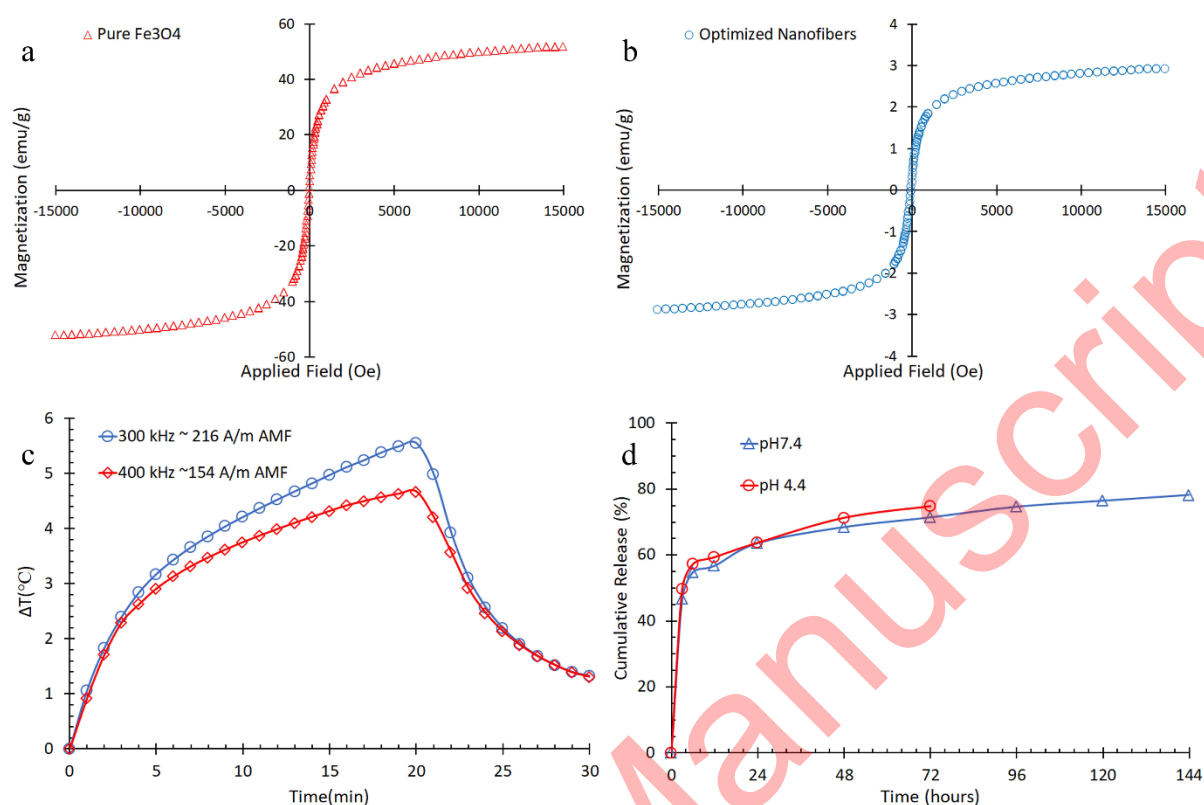 a
Pure Fe3O4
60
40
20
0
-20
-40
-60
-15000 -10000 -5000 0 5000 10000 15000
Magnetization (emu/g)
Applied Field (Oe)
b
Optimized Nanofibers
4
3
2
1
0
-1
-2
-3
-4
-15000 -10000 -5000 0 5000 10000 15000
Magnetization (emu/g)
Applied Field (Oe)
c
300 kHz ~ 216 A/m AMF
400 kHz ~154 A/m AMF
6
5
4
3
2
1
0
0 5 10 15 20 25 30
ΔT(°C)
Time(min)
d
pH7.4
pH 4.4
100
80
60
40
20
0
0 24 48 72 96 120 144
Cumulative Release (%)
Time (hours)
Manuscrip